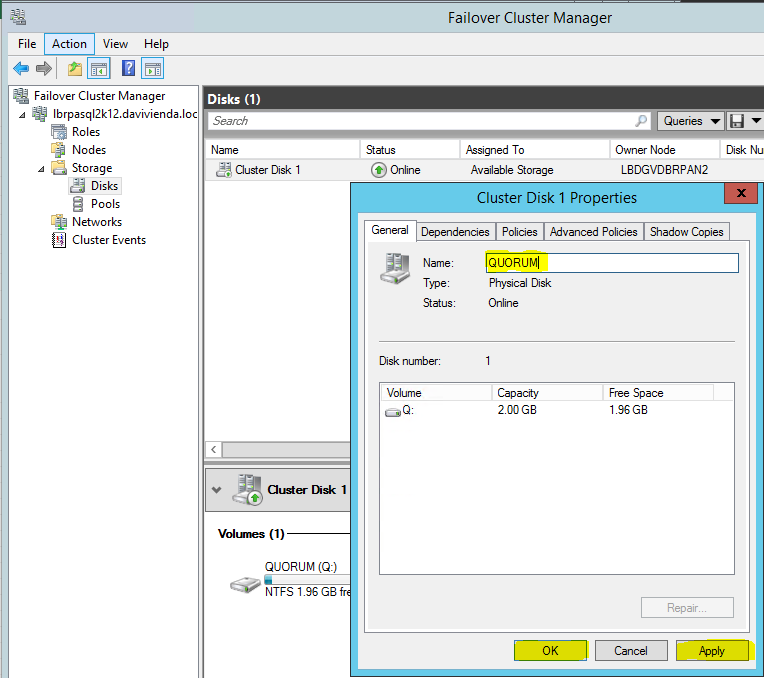 Failover Cluster Manager
File Action View Help
Failover Cluster Manager
lbrpasql2k12.davivienda.loc
Roles
Nodes
Storage
Disks
Pools
Networks
Cluster Events
Disks (1)
Search
Queries
Name Status Assigned To Owner Node Disk Nu
Cluster Disk 1 Online Available Storage LBDGVDBRPAN2
Cluster Disk 1 Properties
X
General Dependencies Policies Advanced Policies Shadow Copies
Name: QUORUM
Type: Physical Disk
Status: Online
Disk number: 1
Volume Capacity Free Space
Q: 2.00 GB 1.96 GB
Repair...
OK Cancel Apply
Cluster Disk 1
Volumes (1)
QUORUM (Q:)
NTFS 1.96 GB fre